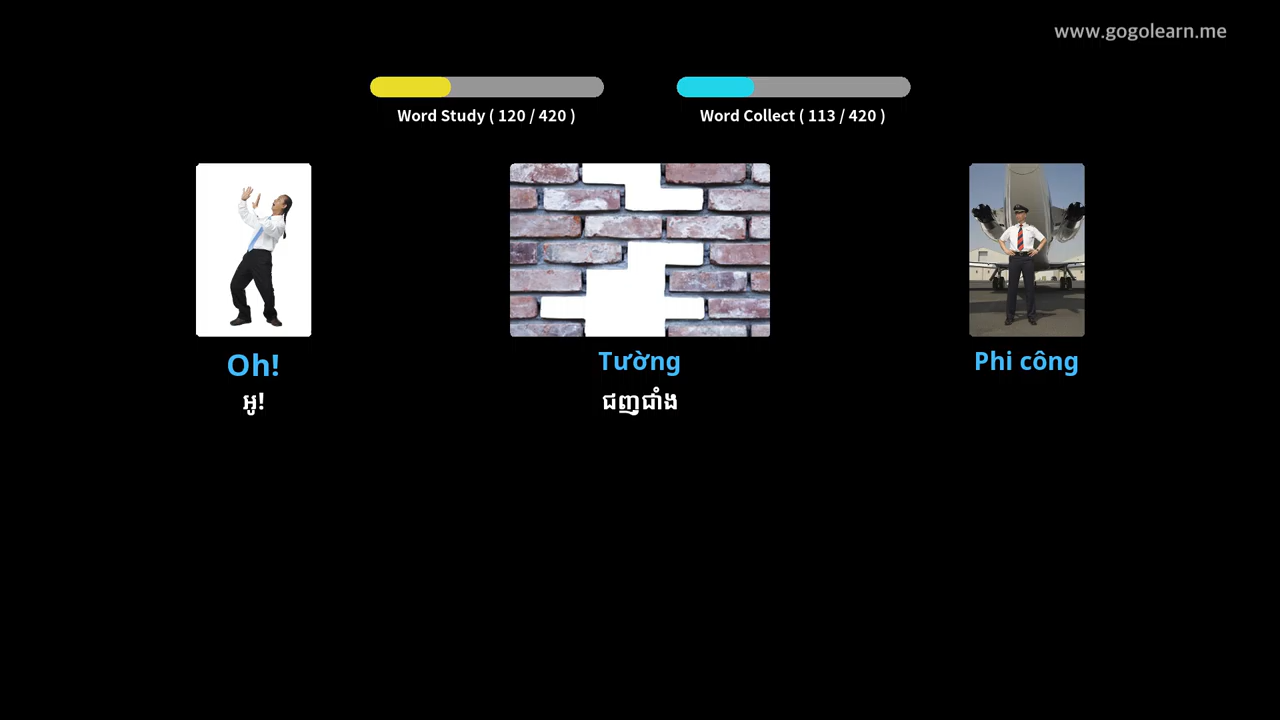 www.gogolearn.me
Word Study ( 120 / 420 )
Word Collect ( 113 / 420 )
Oh!
អូ!
Tường
ជញ្ជាំង
Phi công